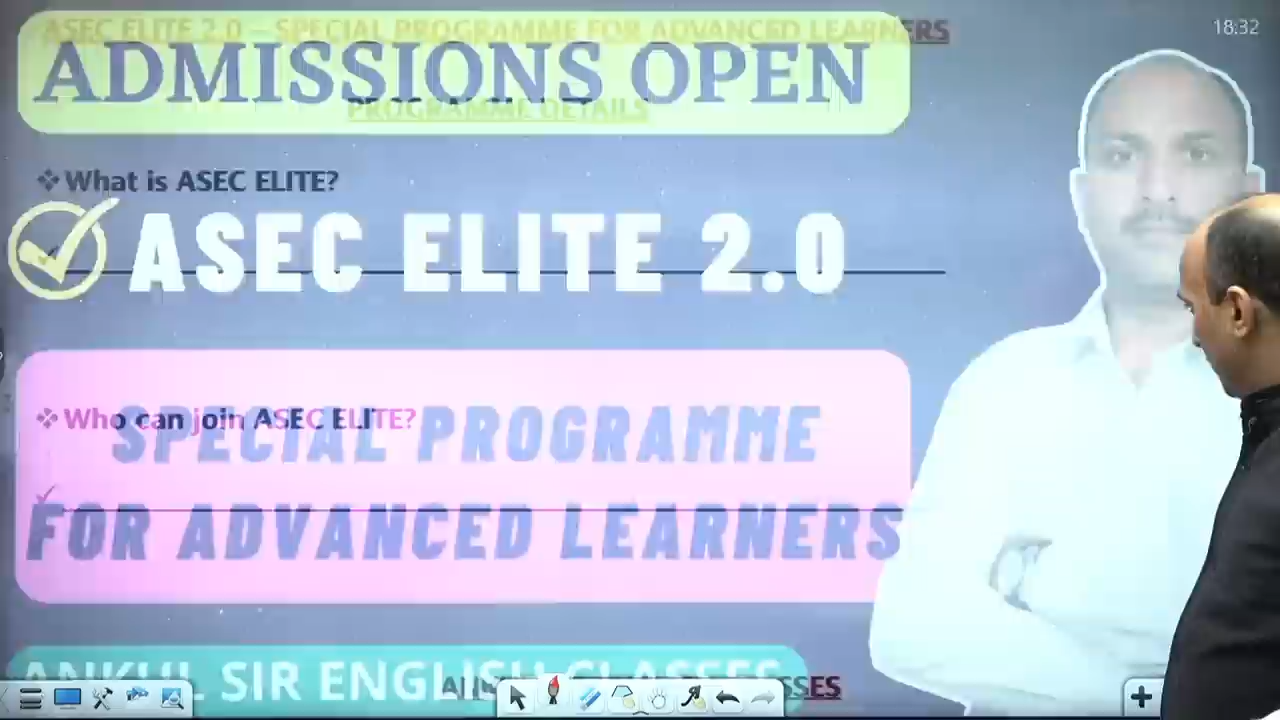 ASEC ELITE 2.0 – SPECIAL PROGRAMME FOR ADVANCED LEARNERS
18:32
ADMISSIONS OPEN
PROGRAMME DETAILS
❖ What is ASEC ELITE?
ASEC ELITE 2.0
❖ Who can join ASEC ELITE?
SPECIAL PROGRAMME
FOR ADVANCED LEARNERS
SIR ENGLISH CLASSES